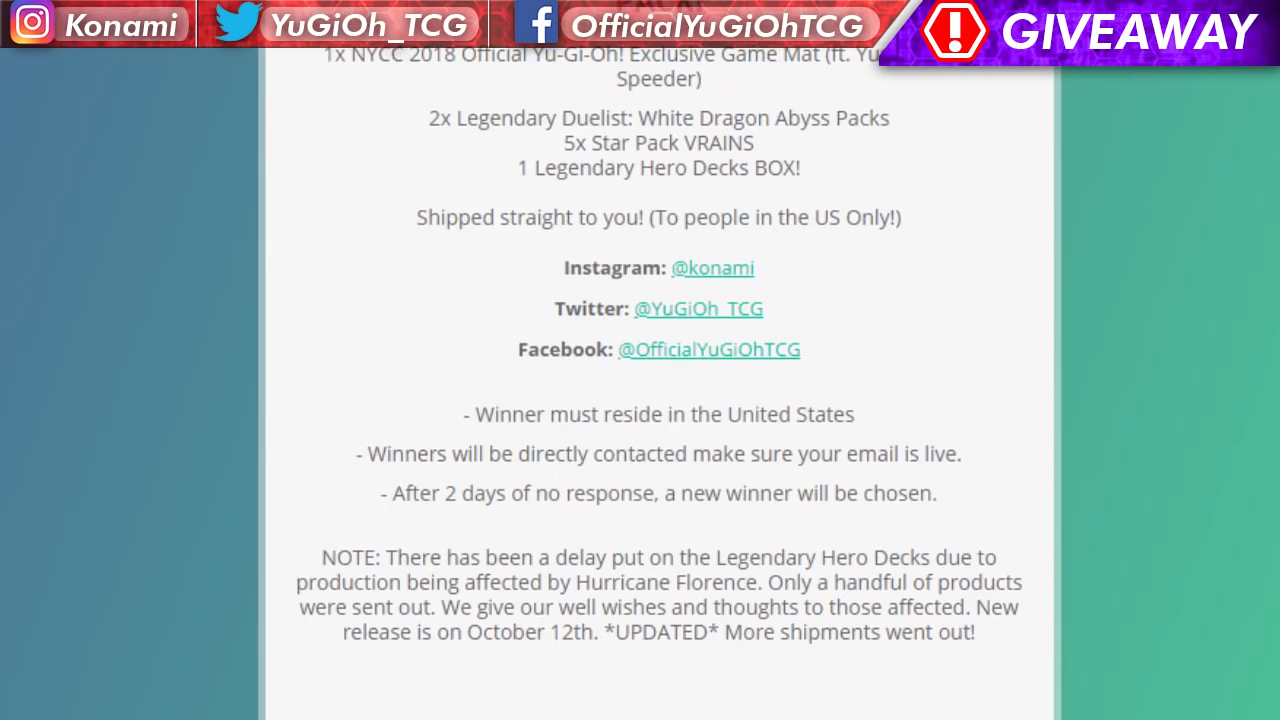 Konami
YuGiOh_TCG
OfficialYuGiOhTCG
GIVEAWAY
1x NYCC 2018 Official Yu-Gi-Oh! Exclusive Game Mat (ft. Yu
Speeder)
2x Legendary Duelist: White Dragon Abyss Packs
5x Star Pack VRAINS
1 Legendary Hero Decks BOX!
Shipped straight to you! (To people in the US Only!)
Instagram: @konami
Twitter: @YuGiOh_TCG
Facebook: @OfficialYuGiOhTCG
- Winner must reside in the United States
- Winners will be directly contacted make sure your email is live.
- After 2 days of no response, a new winner will be chosen.
NOTE: There has been a delay put on the Legendary Hero Decks due to
production being affected by Hurricane Florence. Only a handful of products
were sent out. We give our well wishes and thoughts to those affected. New
release is on October 12th. *UPDATED* More shipments went out!